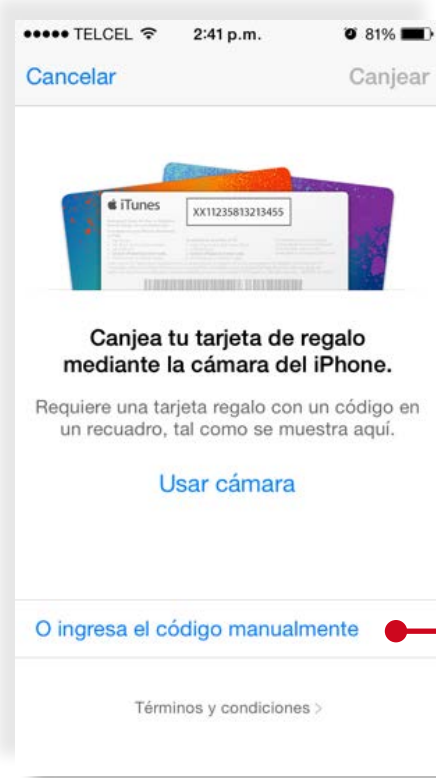 TELCEL 2:41 p.m. 81%
Cancelar Canjear
iTunes XX11235813213455
Canjea tu tarjeta de regalo
mediante la cámara del iPhone.
Requiere una tarjeta regalo con un código en
un recuadro, tal como se muestra aquí.
Usar cámara
O ingresa el código manualmente
Términos y condiciones >